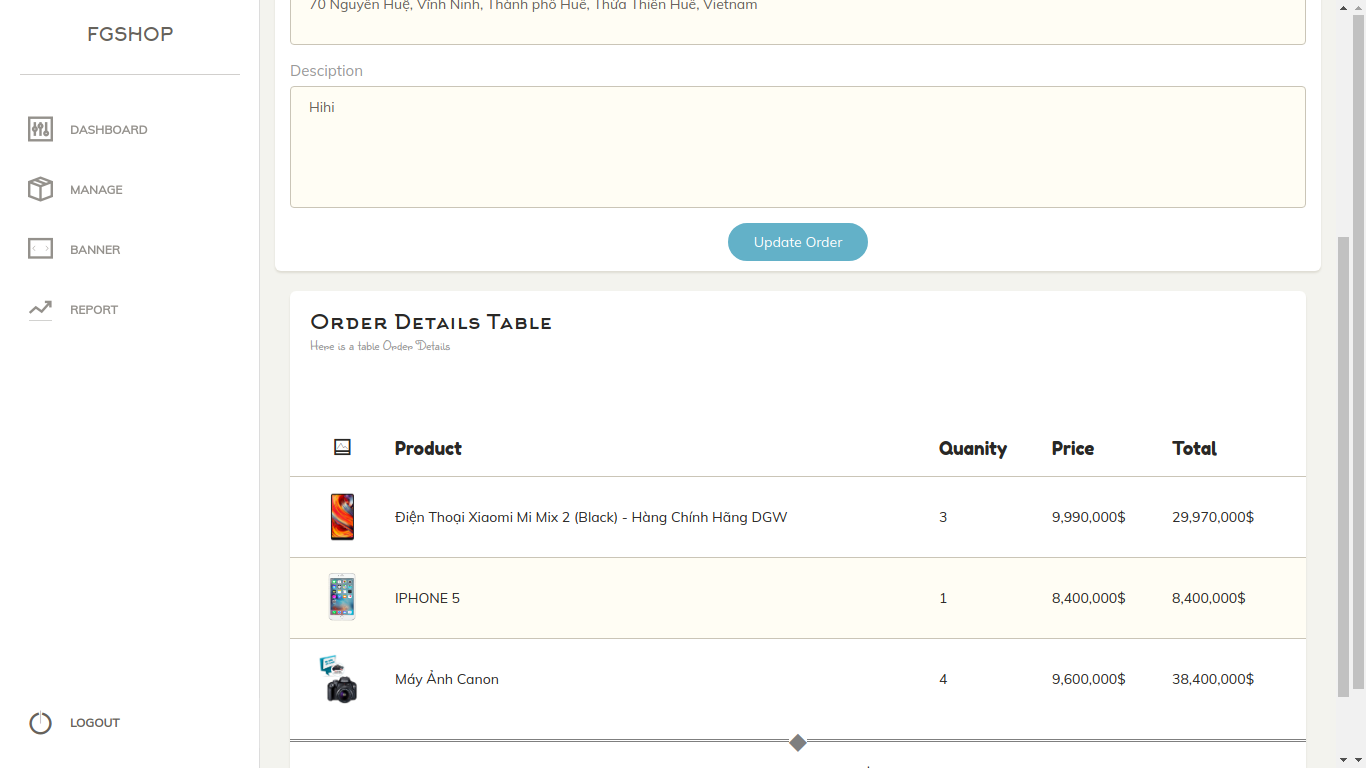 FGSHOP
DASHBOARD
MANAGE
BANNER
REPORT
LOGOUT
70 Nguyễn Huệ, Vĩnh Ninh, Thành phố Huế, Thừa Thiên Huế, Vietnam
Desciption
Hihi
Update Order
Order Details Table
Here is a table Order Details
Product Quanity Price Total
Điện Thoại Xiaomi Mi Mix 2 (Black) - Hàng Chính Hãng DGW 3 9,990,000$ 29,970,000$
IPHONE 5 1 8,400,000$ 8,400,000$
Máy Ảnh Canon 4 9,600,000$ 38,400,000$